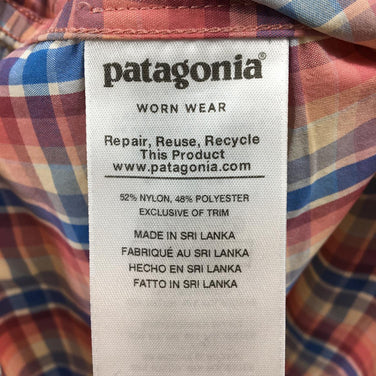 patagonia®
WORN WEAR
Repair, Reuse, Recycle
This Product
www.patagonia.com
52% NYLON, 48% POLYESTER
EXCLUSIVE OF TRIM
MADE IN SRI LANKA
FABRIQUÉ AU SRI LANKA
HECHO EN SRI LANKA
FATTO IN SRI LANKA